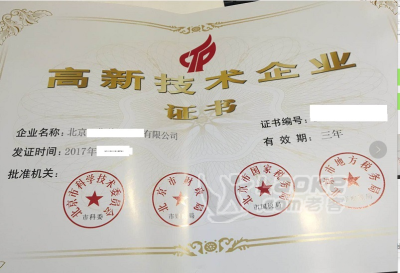 高新技术企业
证书
企业名称：北京 有限公司
证书编号：
发证时间：2017年
有效期：三年
批准机关：
北京市科学技术委员会
北京市财政局
北京市国家税务局
北京市地方税务局